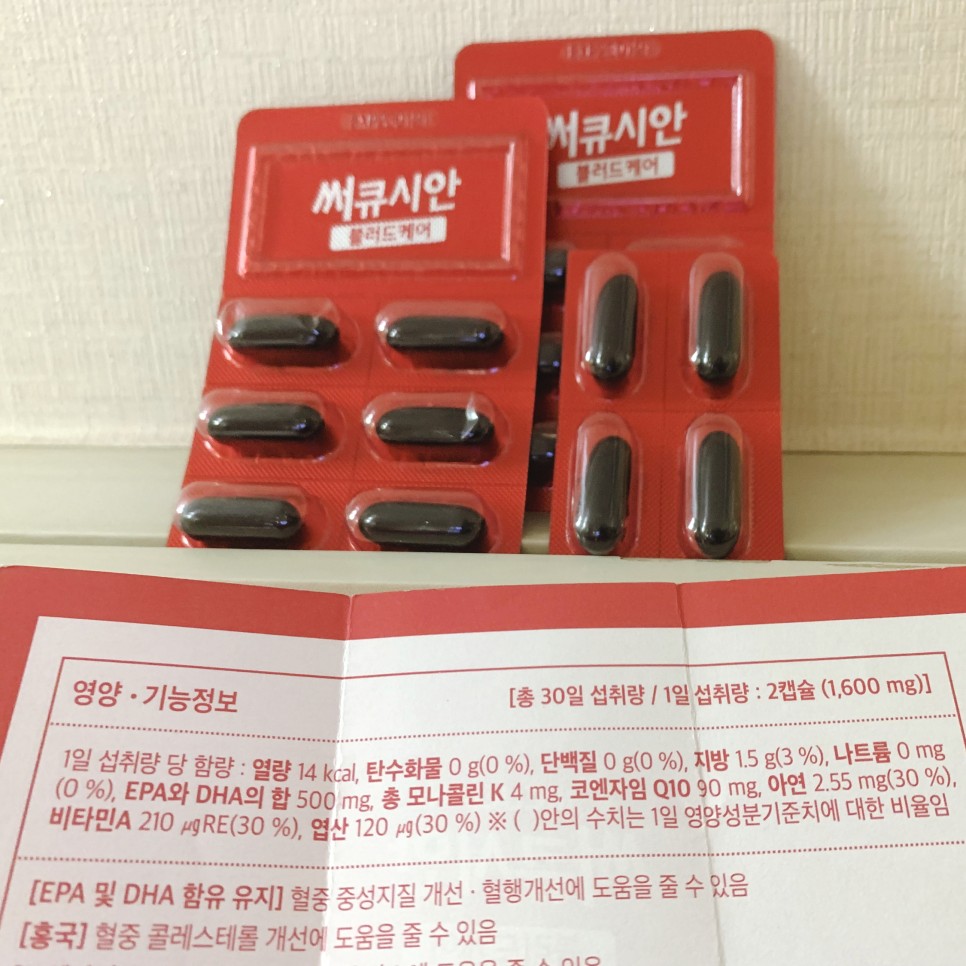 써큐시안
블러드케어
써큐시안
블러드케어
영양·기능정보
[총 30일 섭취량 / 1일 섭취량 : 2캡슐 (1,600 mg)]
1일 섭취량 당 함량 : 열량 14 kcal, 탄수화물 0 g(0 %), 단백질 0 g(0 %), 지방 1.5 g(3 %), 나트륨 0 mg
(0 %), EPA와 DHA의 합 500 mg, 총 모나콜린 K 4 mg, 코엔자임 Q10 90 mg, 아연 2.55 mg(30 %),
비타민A 210 ㎍RE(30 %), 엽산 120 ㎍(30 %) ※ ( )안의 수치는 1일 영양성분기준치에 대한 비율임
[EPA 및 DHA 함유 유지] 혈중 중성지질 개선 · 혈행개선에 도움을 줄 수 있음
[홍국] 혈중 콜레스테롤 개선에 도움을 줄 수 있음